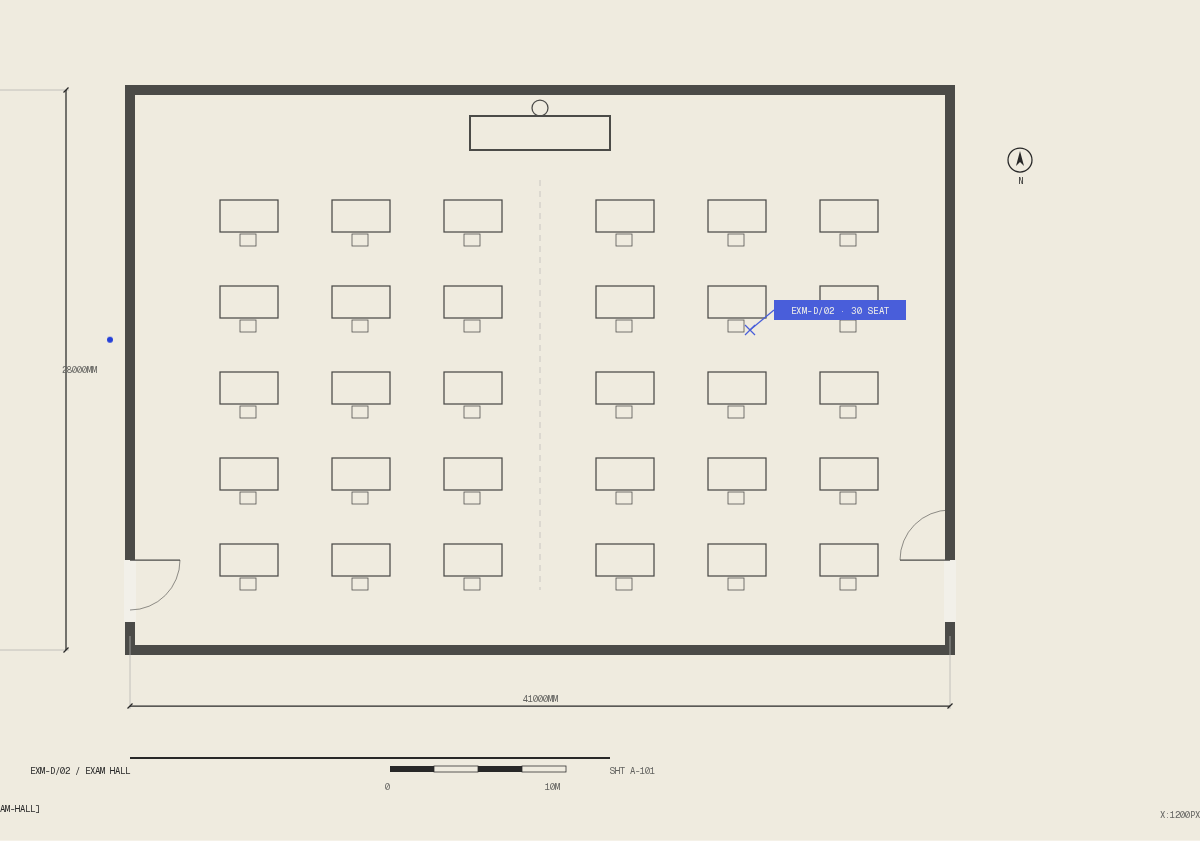 N
EXM-D/02 · 30 SEAT
28000MM
41000MM
EXM-D/02 / EXAM HALL
SHT A-101
0
10M
AM-HALL]
X:1200PX